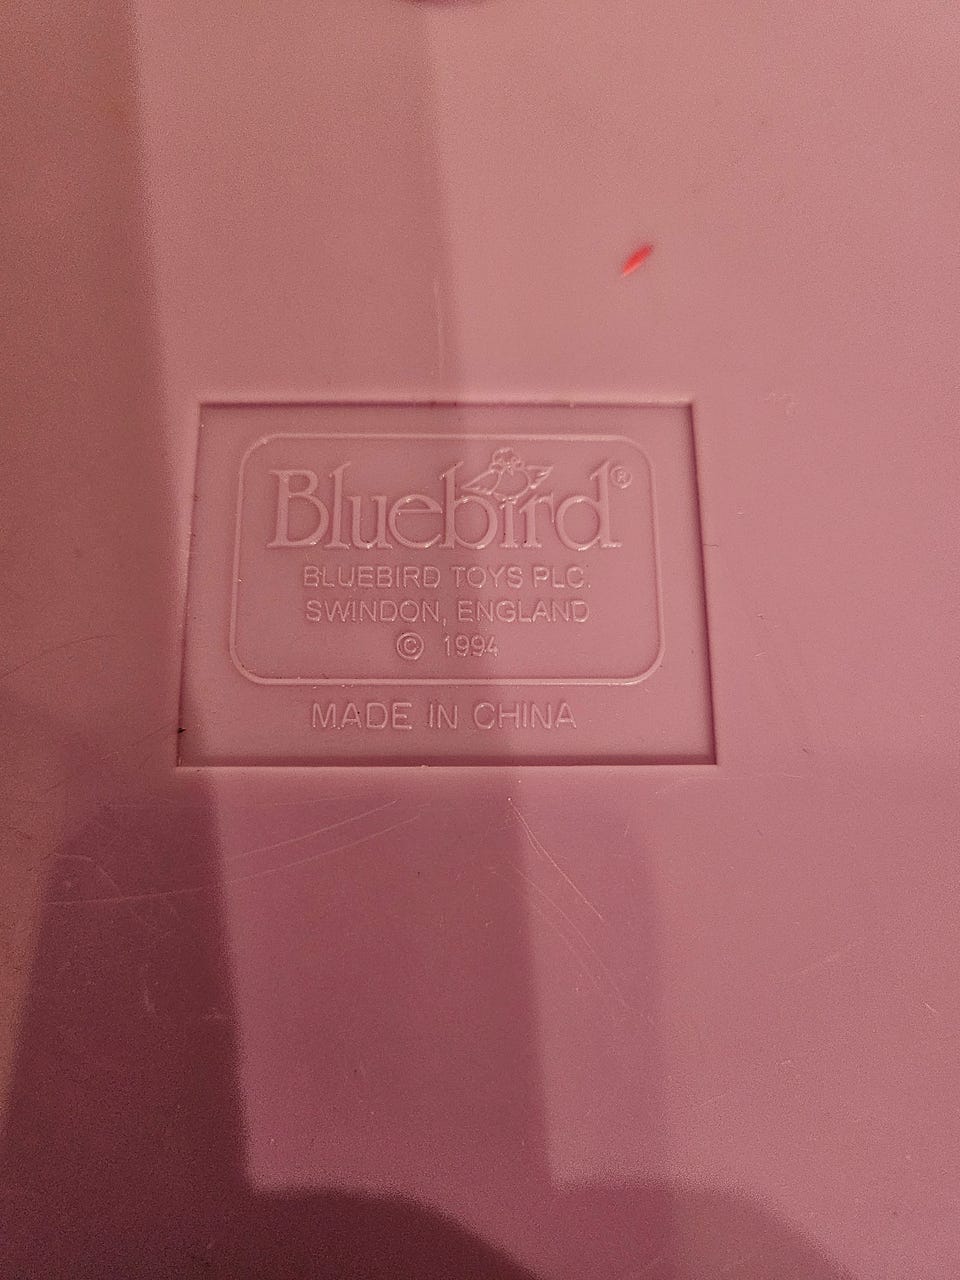 Bluebird®
BLUEBIRD TOYS PLC.
SWINDON, ENGLAND
© 1994
MADE IN CHINA